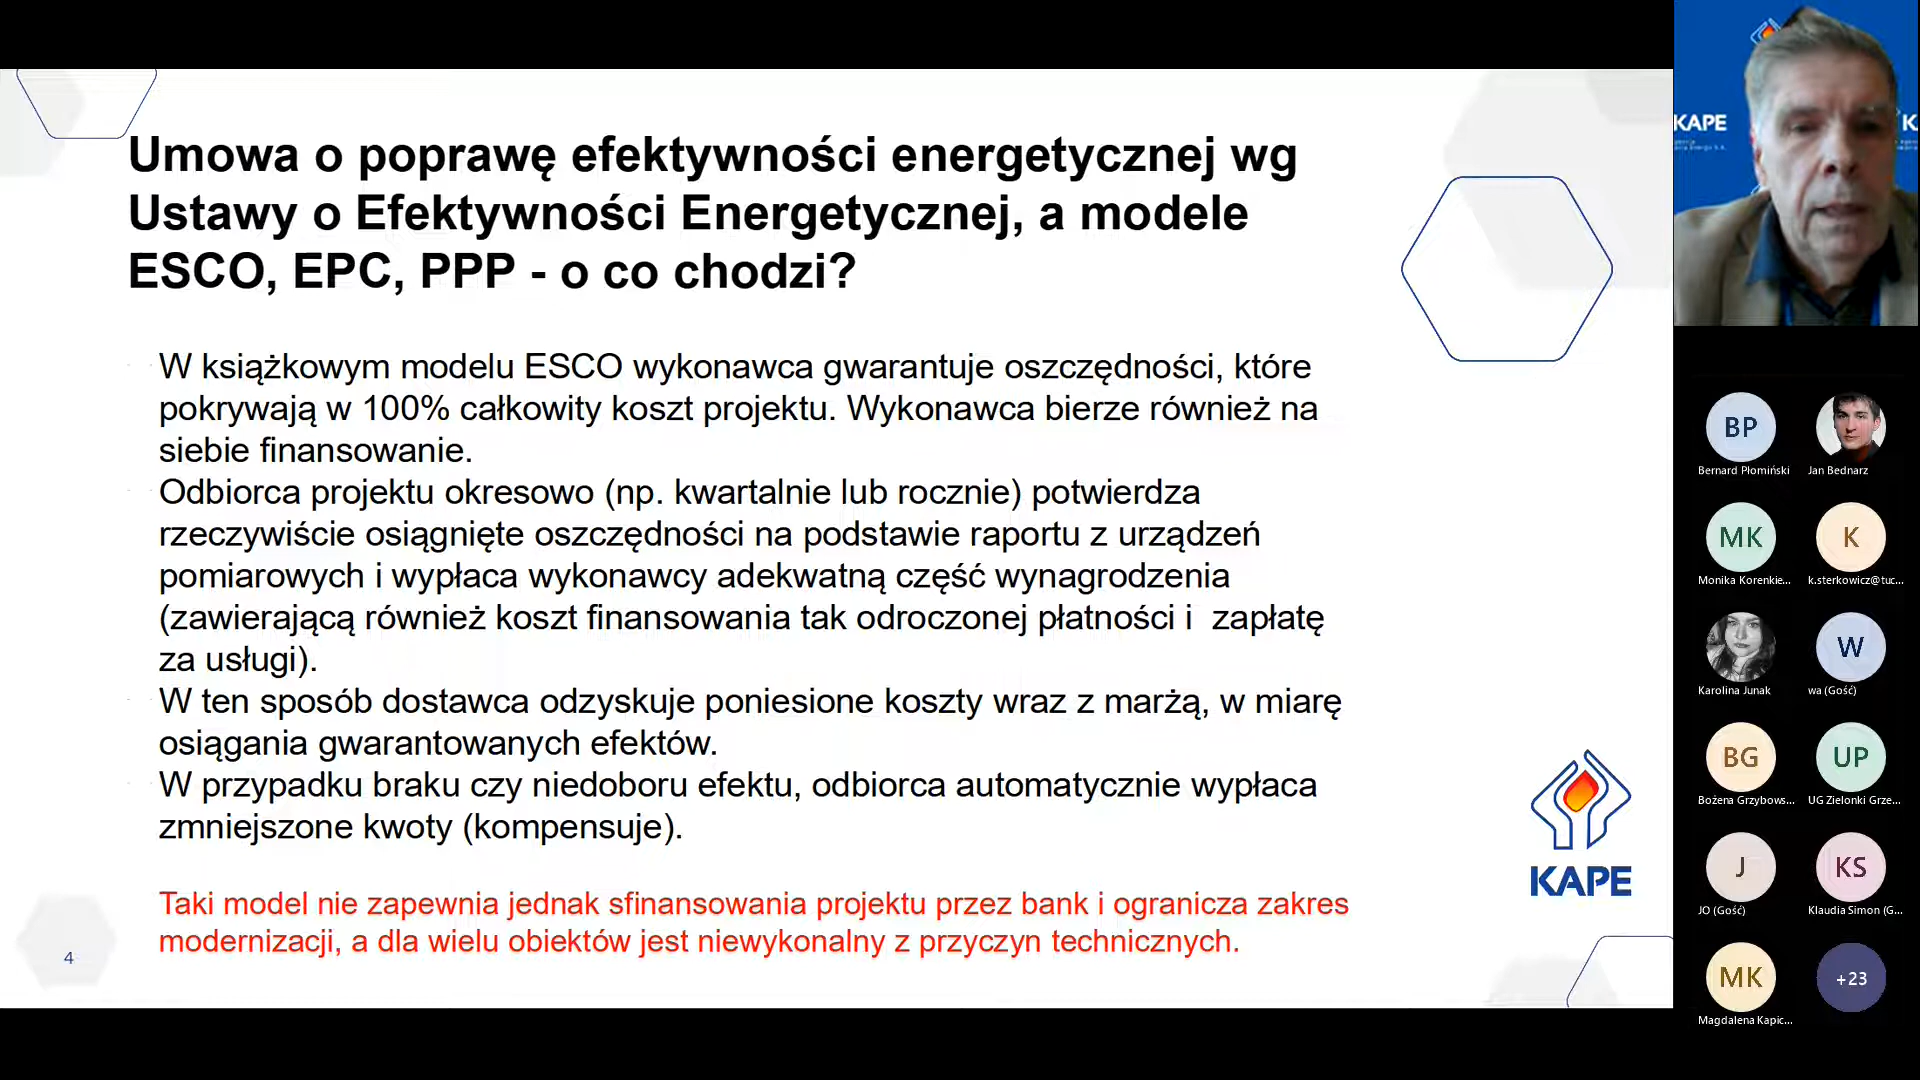 Umowa o poprawę efektywności energetycznej wg
Ustawy o Efektywności Energetycznej, a modele
ESCO, EPC, PPP - o co chodzi?
W książkowym modelu ESCO wykonawca gwarantuje oszczędności, które
pokrywają w 100% całkowity koszt projektu. Wykonawca bierze również na
siebie finansowanie.
Odbiorca projektu okresowo (np. kwartalnie lub rocznie) potwierdza
rzeczywiście osiągnięte oszczędności na podstawie raportu z urządzeń
pomiarowych i wypłaca wykonawcy adekwatną część wynagrodzenia
(zawierającą również koszt finansowania tak odroczonej płatności i zapłatę
za usługi).
W ten sposób dostawca odzyskuje poniesione koszty wraz z marżą, w miarę
osiągania gwarantowanych efektów.
W przypadku braku czy niedoboru efektu, odbiorca automatycznie wypłaca
zmniejszone kwoty (kompensuje).
Taki model nie zapewnia jednak sfinansowania projektu przez bank i ogranicza zakres
modernizacji, a dla wielu obiektów jest niewykonalny z przyczyn technicznych.
4
KAPE
KAPE
K
BP
Bernard Płomiński
Jan Bednarz
MK
Monika Korenkie...
K
k.sterkowicz@tuc...
Karolina Junak
W
wa (Gość)
BG
Bożena Grzybows...
UP
UG Zielonki Grze...
J
JO (Gość)
KS
Klaudia Simon (G...
MK
Magdalena Kapic...
+23